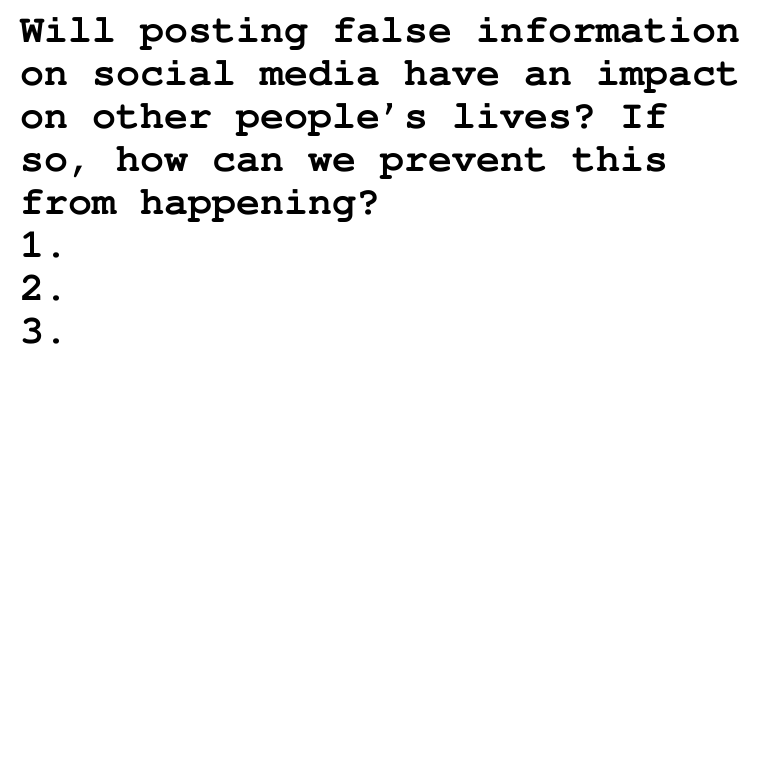 Will posting false information
on social media have an impact
on other people’s lives? If
so, how can we prevent this
from happening?
1.
2.
3.